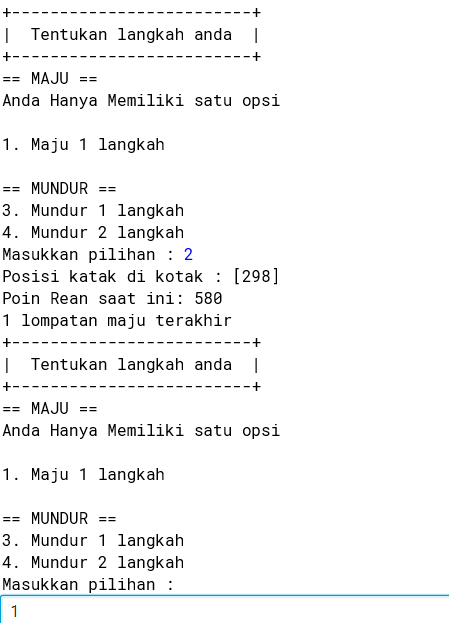 +-------------------------+
|  Tentukan langkah anda  |
+-------------------------+
== MAJU ==
Anda Hanya Memiliki satu opsi
1. Maju 1 langkah
== MUNDUR ==
3. Mundur 1 langkah
4. Mundur 2 langkah
Masukkan pilihan : 2
Posisi katak di kotak : [298]
Poin Rean saat ini: 580
1 lompatan maju terakhir
+-------------------------+
|  Tentukan langkah anda  |
+-------------------------+
== MAJU ==
Anda Hanya Memiliki satu opsi
1. Maju 1 langkah
== MUNDUR ==
3. Mundur 1 langkah
4. Mundur 2 langkah
Masukkan pilihan :
1